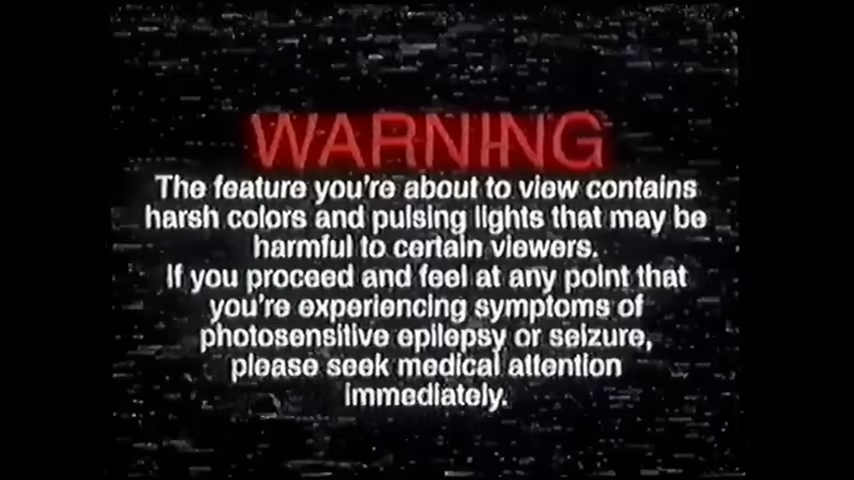 WARNING
The feature you're about to view contains
harsh colors and pulsing lights that may be
harmful to certain viewers.
If you proceed and feel at any point that
you're experiencing symptoms of
photosensitive epilepsy or seizure,
please seek medical attention
immediately.